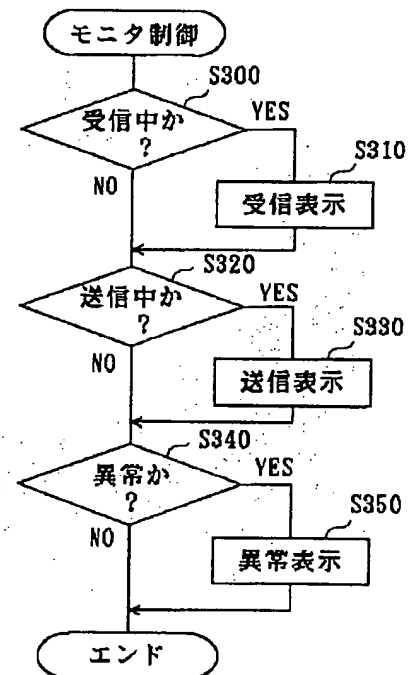 モニタ制御
S300
受信中か
?
YES
NO
S310
受信表示
S320
送信中か
?
YES
NO
S330
送信表示
S340
異常か
?
YES
NO
S350
異常表示
エンド